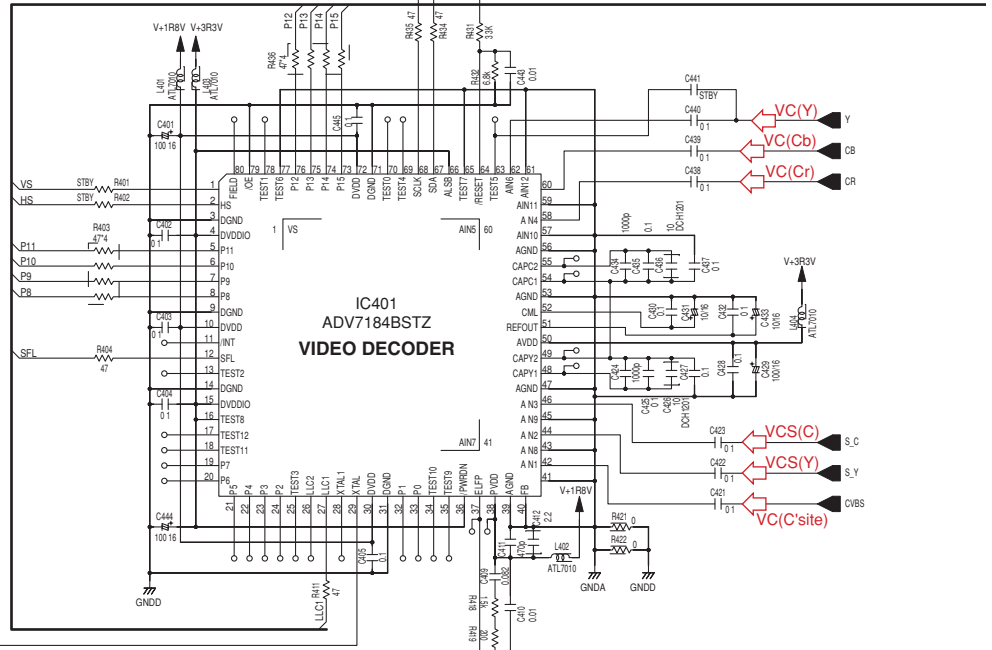 P12 P13 P14 P15
V+1R8V V+3R3V
L401 ATL7010
L403 ATL7010
R436 47*4
R435 47
R434 47
R431 3.3K
R432 6.8k
C443 0.01
C445 0.1
C401 100 16
C441 STBY
C440 0 1
VC(Y) Y
C439 0 1
VC(Cb) CB
C438 0 1
VC(Cr) CR
80 79 78 77 76 75 74 73 72 71 70 69 68 67 66 65 64 63 62 61
FIELD /OE TEST1 TEST6 P12 P13 P14 P15 DVDD DGND TEST0 TEST4 SCLK SDA ALSB TEST7 /RESET TEST5 AIN6 AIN12
VS STBY R401 1
HS STBY R402 2 HS
3 DGND
C402 0 1 4 DVDDIO
R403 47*4
P11 5 P11
P10 6 P10
P9 7 P9
P8 8 P8
9 DGND
C403 0 1 10 DVDD
11 /INT
SFL R404 47 12 SFL
13 TEST2
14 DGND
C404 0 1 15 DVDDIO
16 TEST8
17 TEST12
18 TEST11
19 P7
20 P6
1 VS
AIN5 60
IC401
ADV7184BSTZ
VIDEO DECODER
AIN7 41
60
59 AIN11
58 A N4
57 AIN10
56 AGND
55 CAPC2
54 CAPC1
53 AGND
52 CML
51 REFOUT
50 AVDD
49 CAPY2
48 CAPY1
47 AGND
46 A N3
45 A N9
44 A N2
43 A N8
42 A N1
41
C434 1000p
C435 0.1
C436 10 DCH1201
C437 0.1
V+3R3V
C430 0.1
C431 10/16
C432 0.1
C433 10/16
L404 ATL7010
C424 0.1
C425 1000p
C426 0.1
C427 10 DCH1201
0.1
C428 0.1
C429 100/16
C423 0 1
VCS(C) S_C
C422 0 1
VCS(Y) S_Y
C421 0 1
VC(C'site) CVBS
P5 P4 P3 P2 TEST3 LLC2 LLC1 XTAL1 XTAL DVDD DGND P1 P0 TEST10 TEST9 /PWRDN ELFP PVDD AGND FB
21 22 23 24 25 26 27 28 29 30 31 32 33 34 35 36 37 38 39 40
C444 100 16
GNDD
R411 47
LLC1
C405 0.1
V+1R8V
C411 470p
C412 2.2
L402 ATL7010
C409 0.082
R418 1.5k
R419 200
C410 0.01
R421 0
R422 0
GNDA GNDD